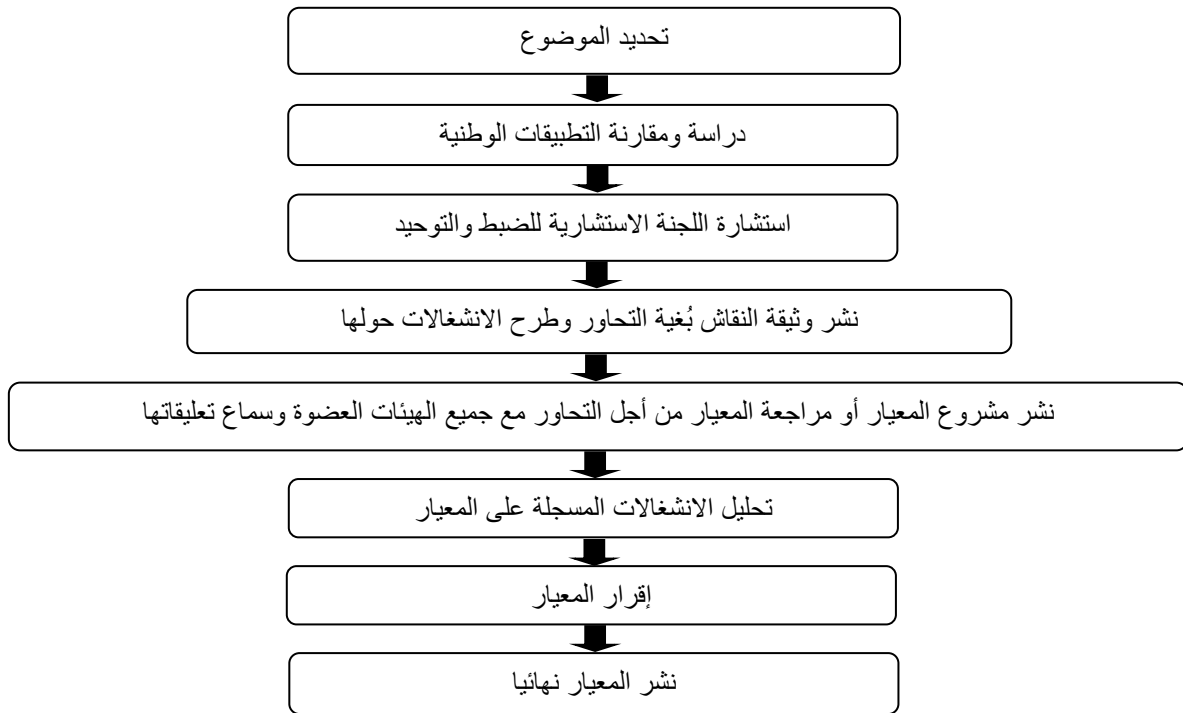 تحديد الموضوع
دراسة ومقارنة التطبيقات الوطنية
استشارة اللجنة الاستشارية للضبط والتوحيد
نشر وثيقة النقاش بُغية التحاور وطرح الانشغالات حولها
نشر مشروع المعيار أو مراجعة المعيار من أجل التحاور مع جميع الهيئات العضوة وسماع تعليقاتها
تحليل الانشغالات المسجلة على المعيار
إقرار المعيار
نشر المعيار نهائيا